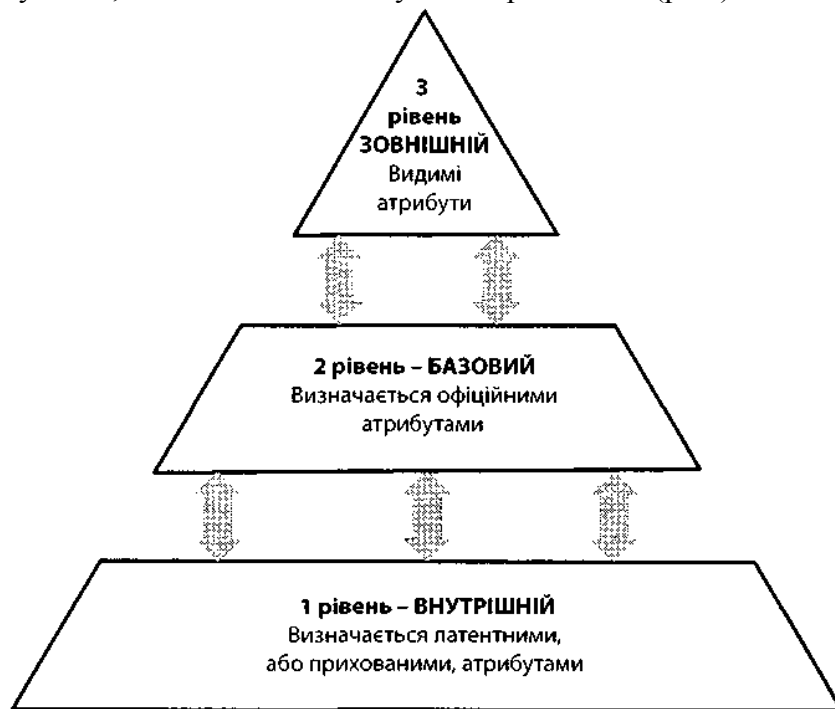 3
рівень
ЗОВНІШНІЙ
Видимі
атрибути
2 рівень – БАЗОВИЙ
Визначається офіційними
атрибутами
1 рівень – ВНУТРІШНІЙ
Визначається латентними,
або прихованими, атрибутами